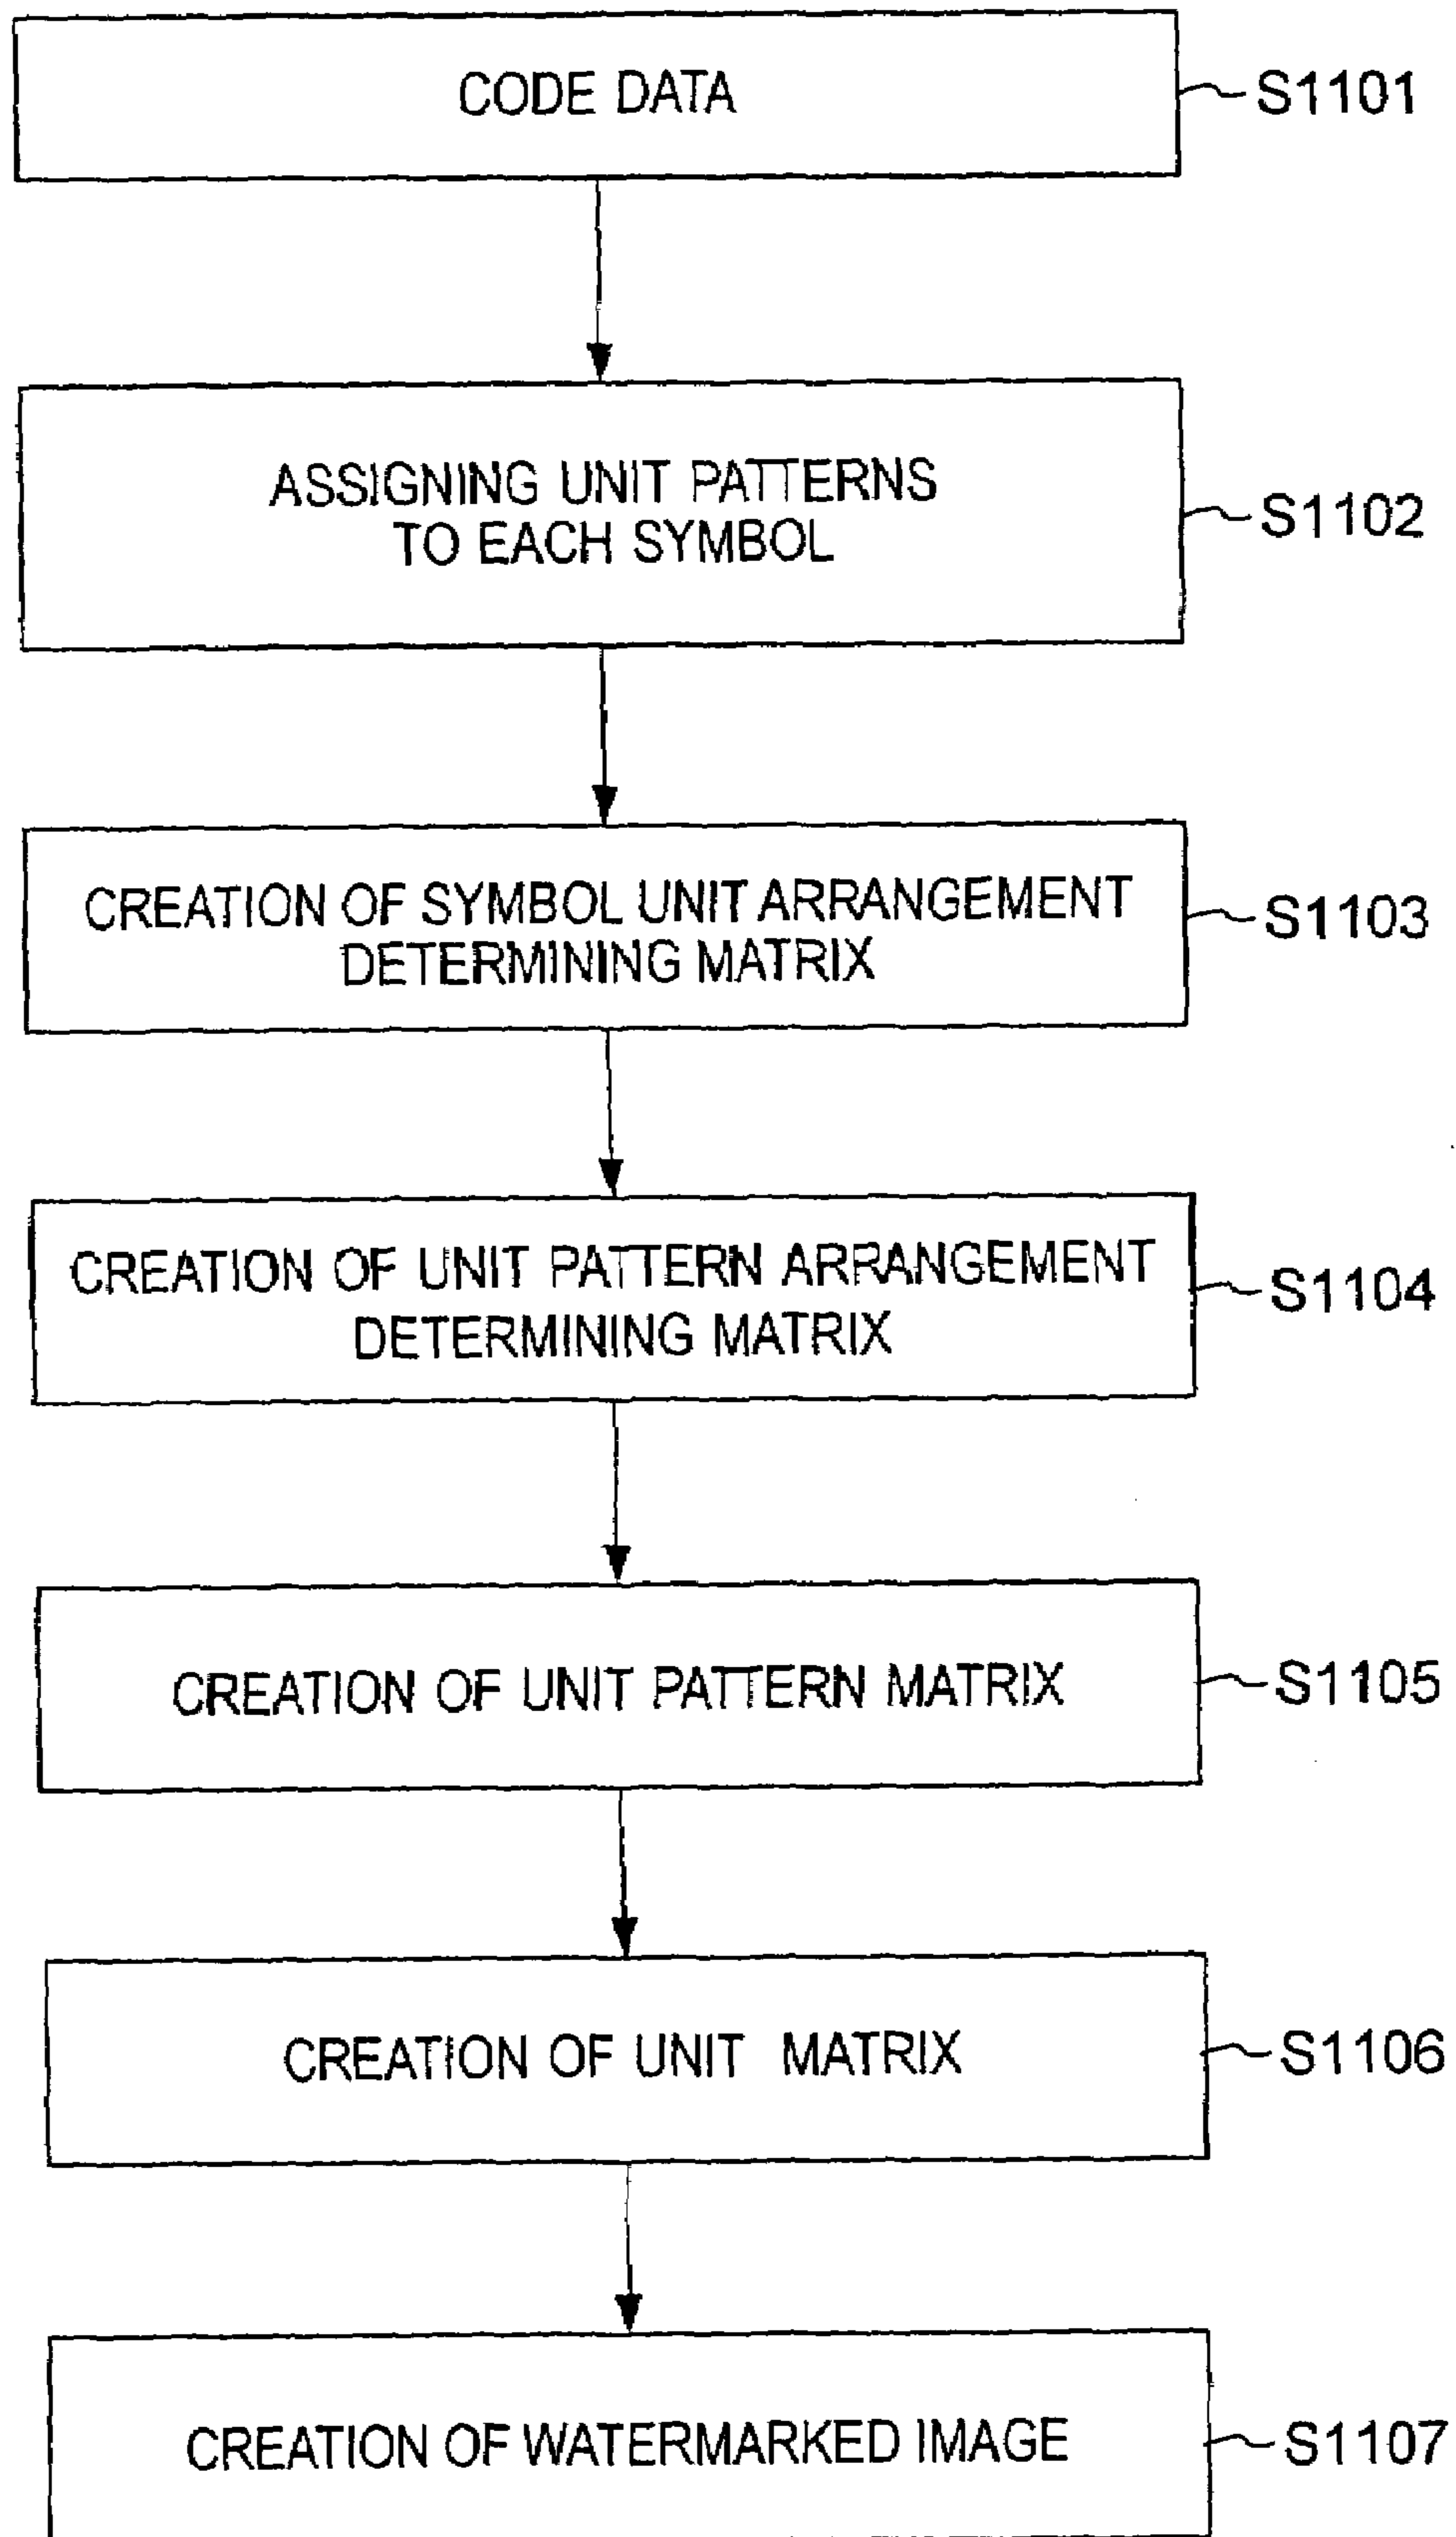 CODE DATA
S1101
ASSIGNING UNIT PATTERNS
TO EACH SYMBOL
S1102
CREATION OF SYMBOL UNIT ARRANGEMENT
DETERMINING MATRIX
S1103
CREATION OF UNIT PATTERN ARRANGEMENT
DETERMINING MATRIX
S1104
CREATION OF UNIT PATTERN MATRIX
S1105
CREATION OF UNIT MATRIX
S1106
CREATION OF WATERMARKED IMAGE
S1107